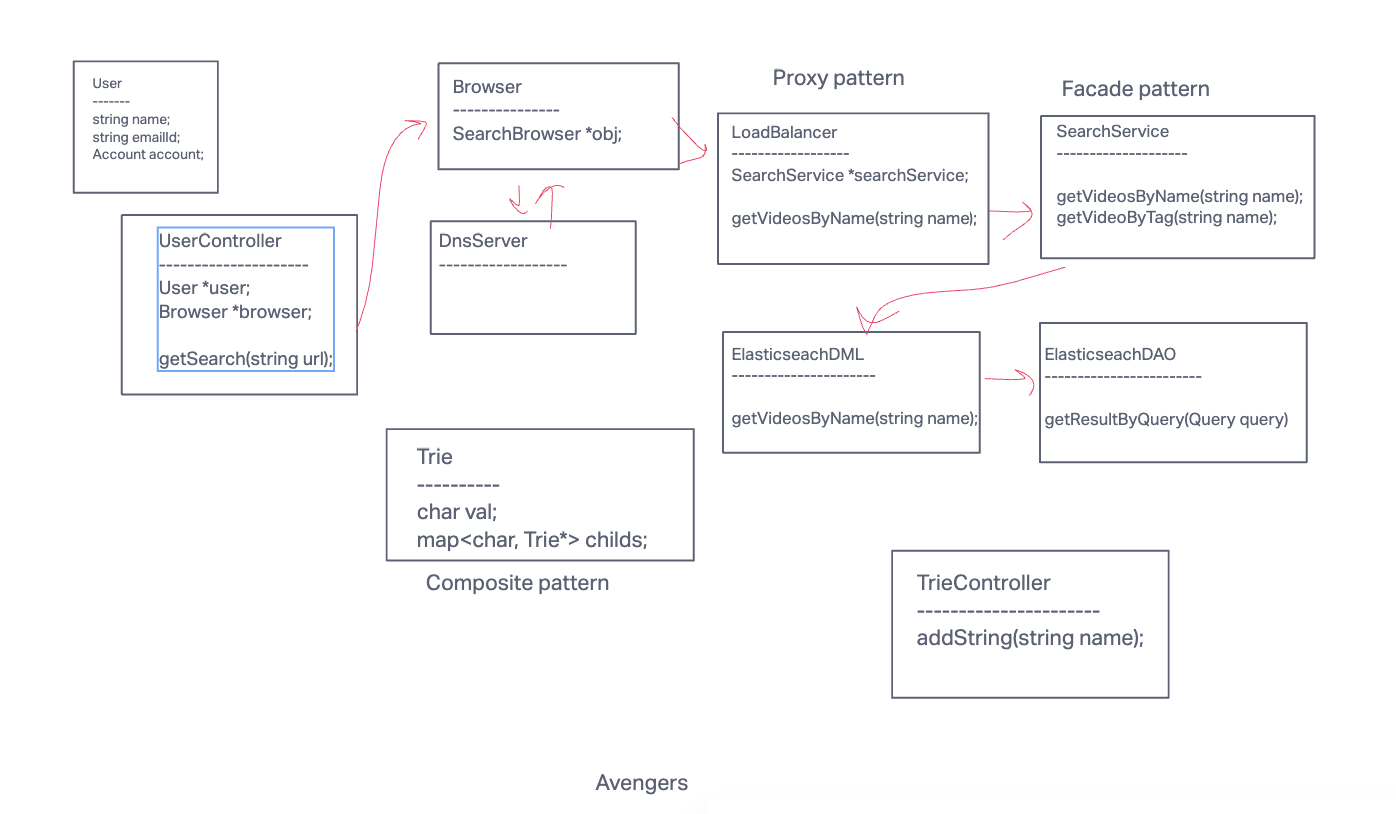 User
-------
string name;
string emailId;
Account account;
UserController
---------------------
User *user;
Browser *browser;
getSearch(string url);
Browser
---------------
SearchBrowser *obj;
DnsServer
------------------
Proxy pattern
LoadBalancer
------------------
SearchService *searchService;
getVideosByName(string name);
Facade pattern
SearchService
--------------------
getVideosByName(string name);
getVideoByTag(string name);
ElasticseachDML
----------------------
getVideosByName(string name);
ElasticseachDAO
------------------------
getResultByQuery(Query query)
Trie
----------
char val;
map<char, Trie*> childs;
Composite pattern
TrieController
----------------------
addString(string name);
Avengers